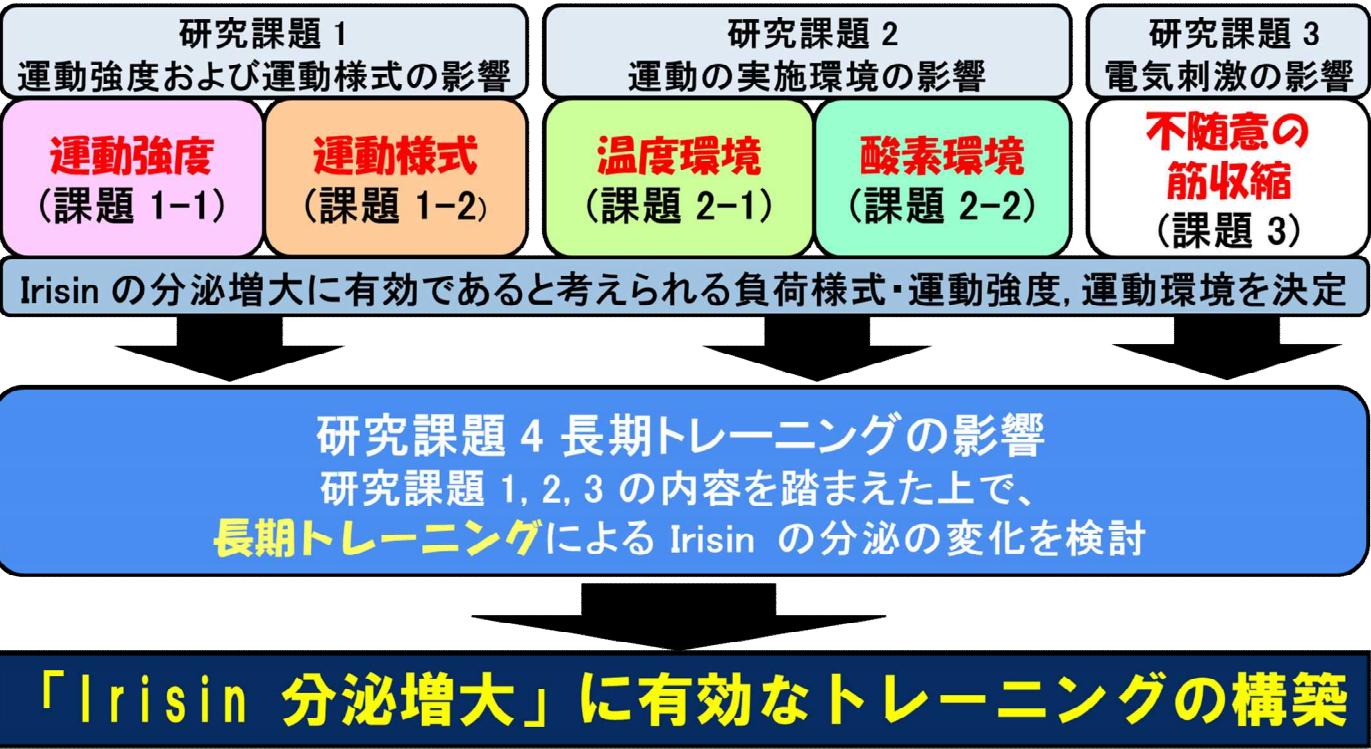 研究課題 1
運動強度および運動様式の影響
研究課題 2
運動の実施環境の影響
研究課題 3
電気刺激の影響
運動強度
(課題 1-1)
運動様式
(課題 1-2)
温度環境
(課題 2-1)
酸素環境
(課題 2-2)
不随意の
筋収縮
(課題 3)
Irisin の分泌増大に有効であると考えられる負荷様式・運動強度, 運動環境を決定
研究課題 4 長期トレーニングの影響
研究課題 1, 2, 3 の内容を踏まえた上で、
長期トレーニングによる Irisin の分泌の変化を検討
「Irisin 分泌増大」に有効なトレーニングの構築